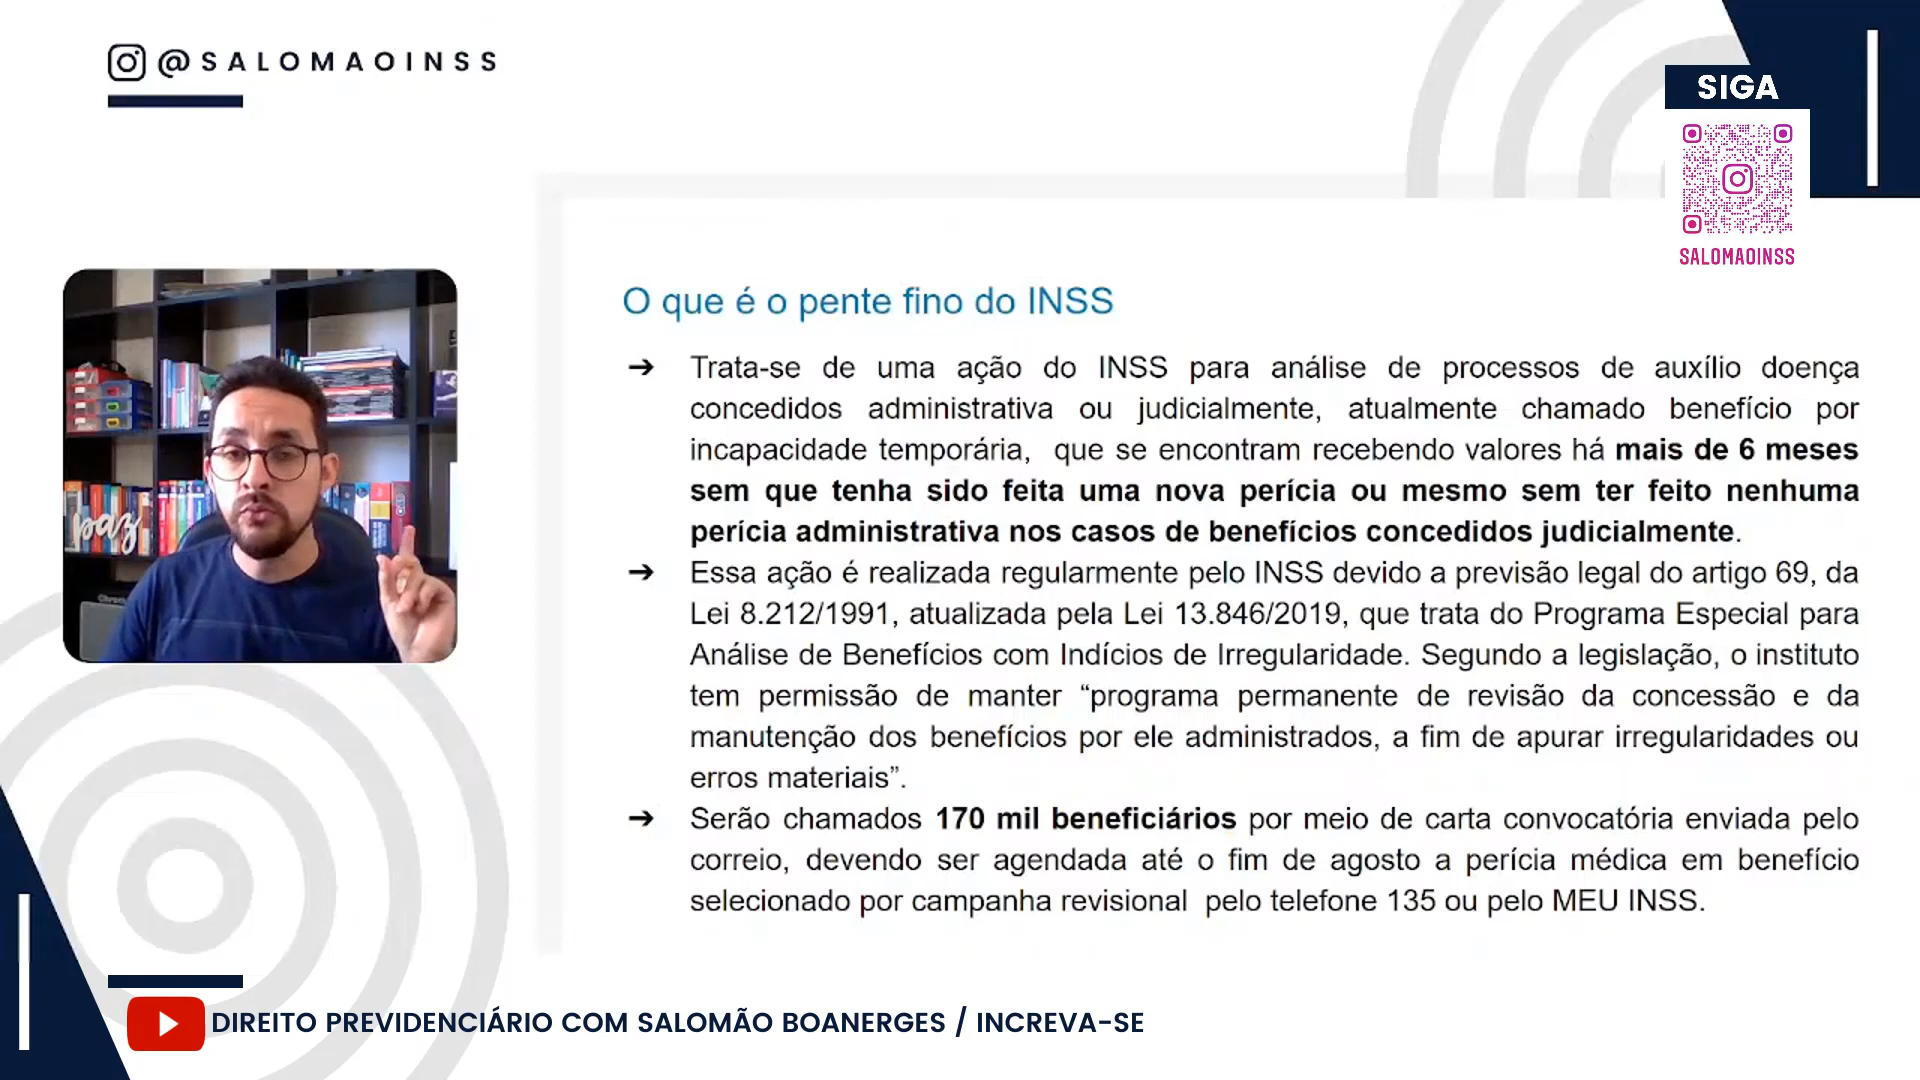 @SALOMAOINSS
SIGA
SALOMAOINSS
O que é o pente fino do INSS
➔ Trata-se de uma ação do INSS para análise de processos de auxílio doença
concedidos administrativa ou judicialmente, atualmente chamado benefício por
incapacidade temporária, que se encontram recebendo valores há mais de 6 meses
sem que tenha sido feita uma nova perícia ou mesmo sem ter feito nenhuma
perícia administrativa nos casos de benefícios concedidos judicialmente.
➔ Essa ação é realizada regularmente pelo INSS devido a previsão legal do artigo 69, da
Lei 8.212/1991, atualizada pela Lei 13.846/2019, que trata do Programa Especial para
Análise de Benefícios com Indícios de Irregularidade. Segundo a legislação, o instituto
tem permissão de manter “programa permanente de revisão da concessão e da
manutenção dos benefícios por ele administrados, a fim de apurar irregularidades ou
erros materiais”.
➔ Serão chamados 170 mil beneficiários por meio de carta convocatória enviada pelo
correio, devendo ser agendada até o fim de agosto a perícia médica em benefício
selecionado por campanha revisional pelo telefone 135 ou pelo MEU INSS.
paz
DIREITO PREVIDENCIÁRIO COM SALOMÃO BOANERGES / INCREVA-SE